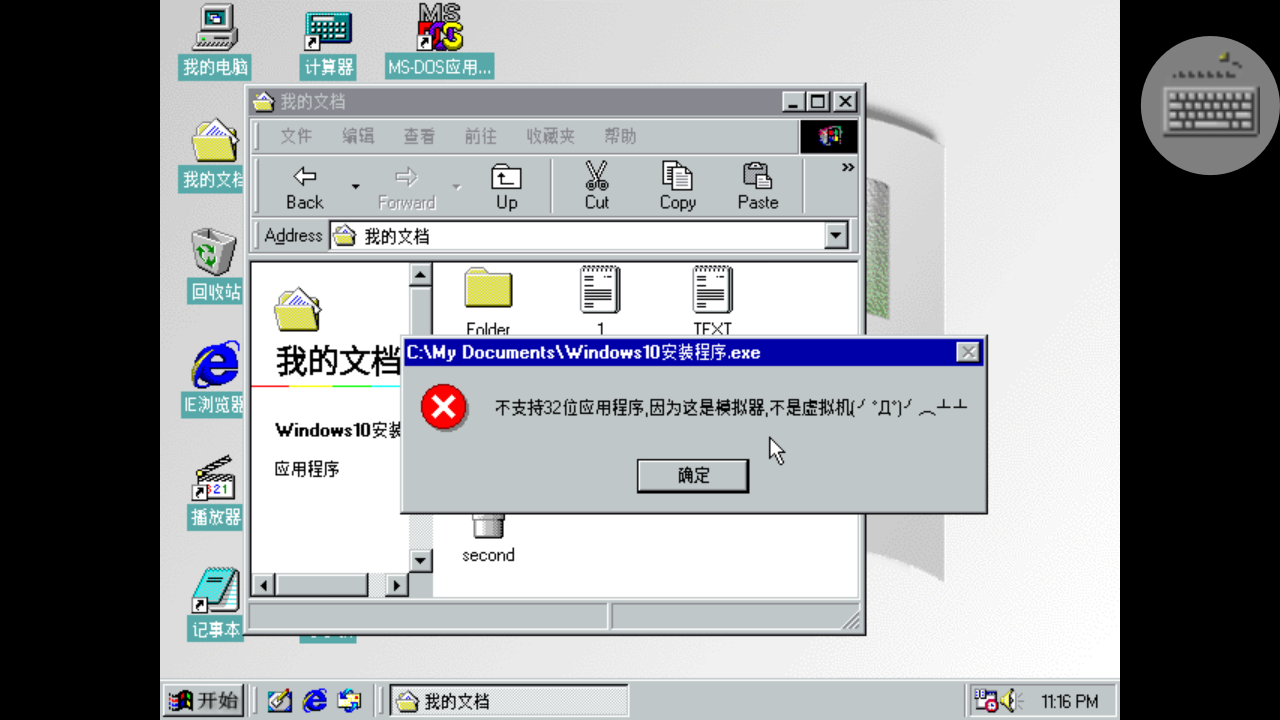 我的电脑
计算器
MS-DOS应用...
我的文档
回收站
IE浏览器
播放器
记事本
我的文档
文件 编辑 查看 前往 收藏夹 帮助
Back Forward Up Cut Copy Paste »
Address 我的文档
我的文档
Windows10安装
应用程序
Folder
1
TEXT
second
C:\My Documents\Windows10安装程序.exe
不支持32位应用程序,因为这是模拟器,不是虚拟机(╯°Д°)╯ ︵┴┴
确定
开始
我的文档
11:16 PM